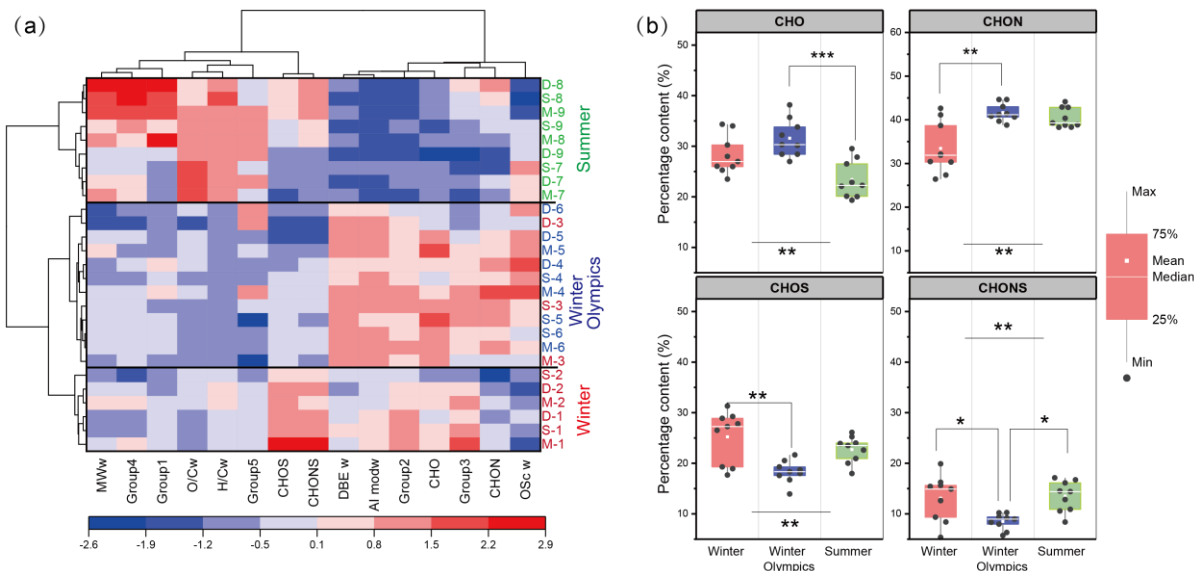 (a)
D-8
S-8
M-9
S-9
M-8
D-9
S-7
D-7
M-7
Summer
D-6
D-3
D-5
M-5
D-4
S-4
M-4
S-3
S-5
S-6
M-6
M-3
Winter
Olympics
S-2
D-2
M-2
D-1
S-1
M-1
Winter
MWw
Group4
Group1
O/Cw
H/Cw
Group5
CHOS
CHONS
DBE w
AI modw
Group2
CHO
Group3
CHON
OSc w
-2.6 -1.9 -1.2 -0.5 0.1 0.8 1.5 2.2 2.9
(b)
CHO
Percentage content (%)
50
40
30
20
10
***
**
CHON
Percentage content (%)
60
50
40
30
20
10
**
**
CHOS
Percentage content (%)
50
40
30
20
10
**
**
Winter Winter Summer
Olympics
CHONS
Percentage content (%)
50
40
30
20
10
**
*
*
Winter Winter Summer
Olympics
Max
75%
Mean
Median
25%
Min